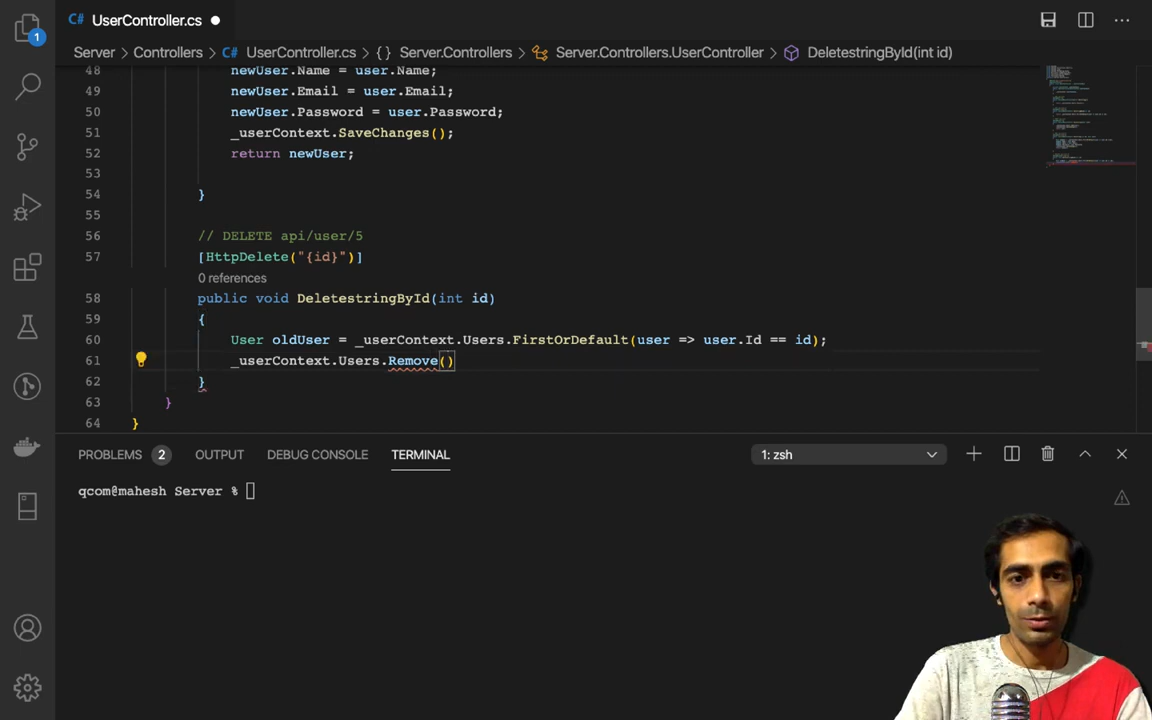 UserController.cs
1
Server > Controllers > UserController.cs > {} Server.Controllers > Server.Controllers.UserController > DeletestringById(int id)
48 newUser.Name = user.Name;
49 newUser.Email = user.Email;
50 newUser.Password = user.Password;
51 _userContext.SaveChanges();
52 return newUser;
53
54 }
55
56 // DELETE api/user/5
57 [HttpDelete("{id}")]
0 references
58 public void DeletestringById(int id)
59 {
60 User oldUser = _userContext.Users.FirstOrDefault(user => user.Id == id);
61 _userContext.Users.Remove()
62 }
63 }
64 }
PROBLEMS 2 OUTPUT DEBUG CONSOLE TERMINAL 1: zsh
qcom@mahesh Server %